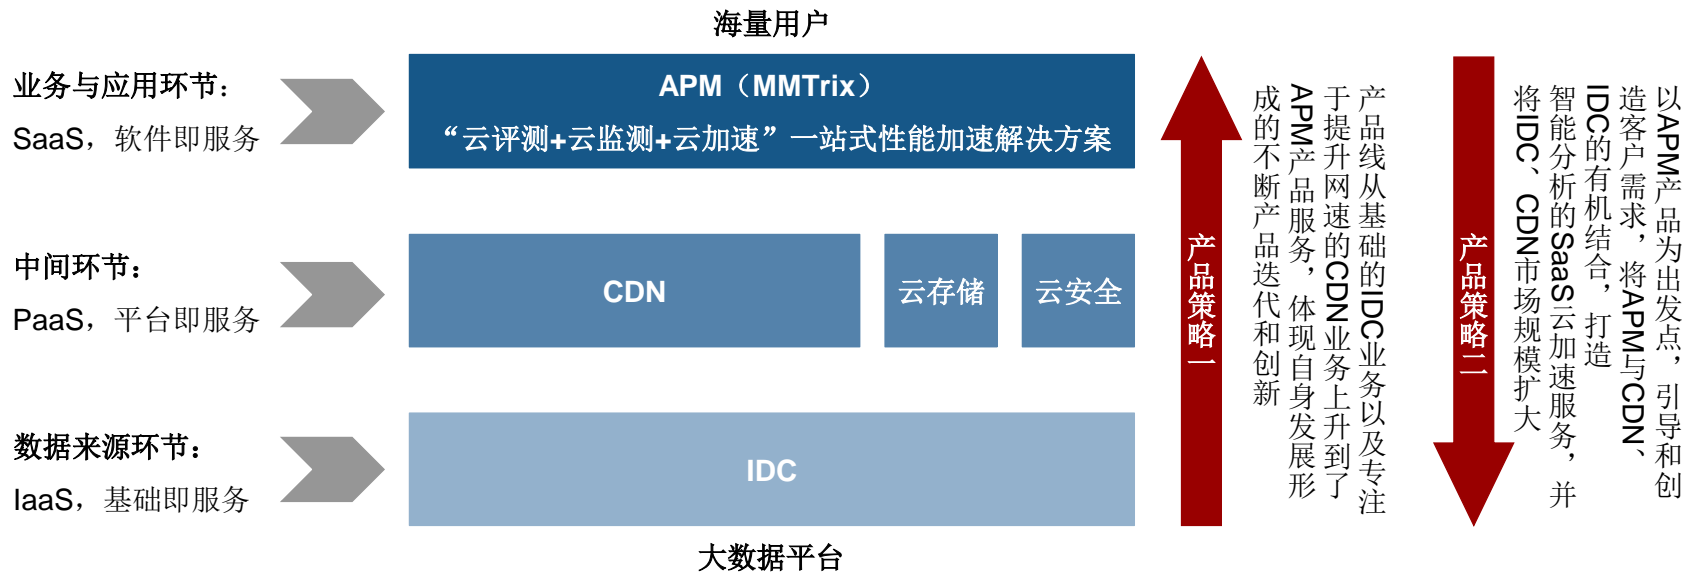 海量用户
业务与应用环节：
SaaS，软件即服务
APM（MMTrix）
“云评测+云监测+云加速”一站式性能加速解决方案
中间环节：
PaaS，平台即服务
CDN
云存储
云安全
数据来源环节：
IaaS，基础即服务
IDC
大数据平台
产品策略一
产品线从基础的IDC业务以及专注
于提升网速的CDN业务上升到了
APM产品服务，体现自身发展形
成的不断产品迭代和创新
产品策略二
以APM产品为出发点，引导和创
造客户需求，将APM与CDN、
IDC的有机结合，打造
智能分析的SaaS云加速服务，并
将IDC、CDN市场规模扩大